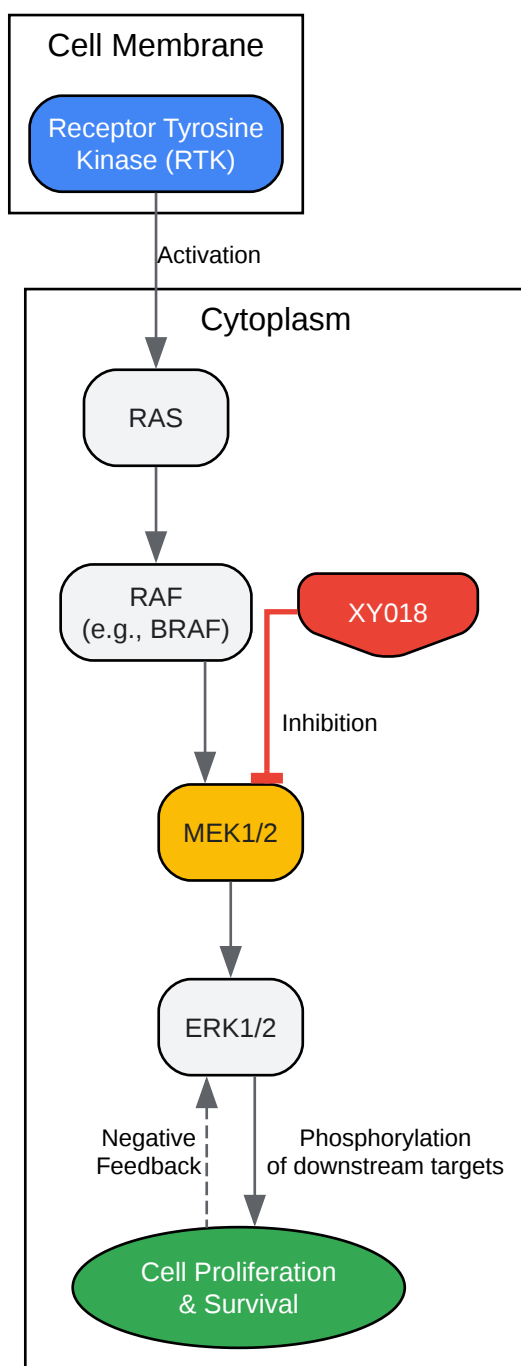 Cell Membrane
Receptor Tyrosine
Kinase (RTK)
Activation
Cytoplasm
RAS
RAF
(e.g., BRAF)
XY018
Inhibition
MEK1/2
ERK1/2
Negative
Feedback
Phosphorylation
of downstream targets
Cell Proliferation
& Survival